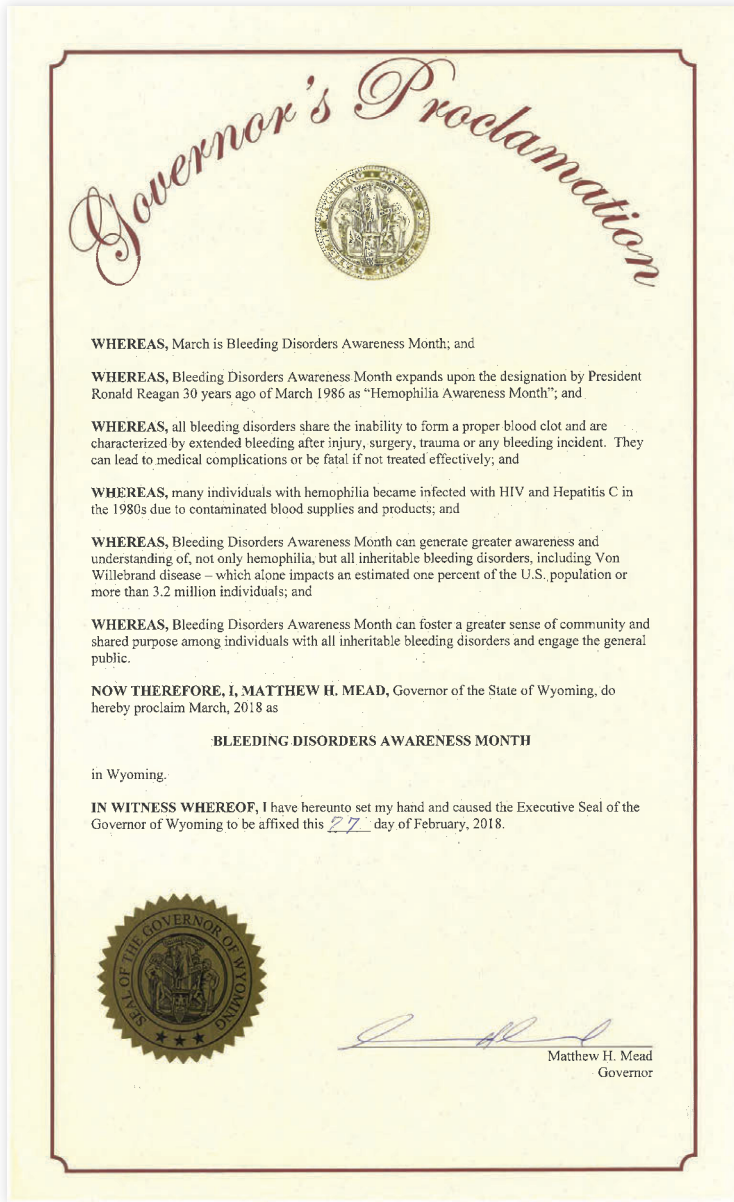 Governor's Proclamation
WHEREAS, March is Bleeding Disorders Awareness Month; and
WHEREAS, Bleeding Disorders Awareness Month expands upon the designation by President
Ronald Reagan 30 years ago of March 1986 as “Hemophilia Awareness Month”; and
WHEREAS, all bleeding disorders share the inability to form a proper blood clot and are
characterized by extended bleeding after injury, surgery, trauma or any bleeding incident. They
can lead to medical complications or be fatal if not treated effectively; and
WHEREAS, many individuals with hemophilia became infected with HIV and Hepatitis C in
the 1980s due to contaminated blood supplies and products; and
WHEREAS, Bleeding Disorders Awareness Month can generate greater awareness and
understanding of, not only hemophilia, but all inheritable bleeding disorders, including Von
Willebrand disease – which alone impacts an estimated one percent of the U.S. population or
more than 3.2 million individuals; and
WHEREAS, Bleeding Disorders Awareness Month can foster a greater sense of community and
shared purpose among individuals with all inheritable bleeding disorders and engage the general
public.
NOW THEREFORE, I, MATTHEW H. MEAD, Governor of the State of Wyoming, do
hereby proclaim March, 2018 as
BLEEDING DISORDERS AWARENESS MONTH
in Wyoming.
IN WITNESS WHEREOF, I have hereunto set my hand and caused the Executive Seal of the
Governor of Wyoming to be affixed this 27 day of February, 2018.
SEAL OF THE GOVERNOR OF WYOMING
Matthew H. Mead
Governor